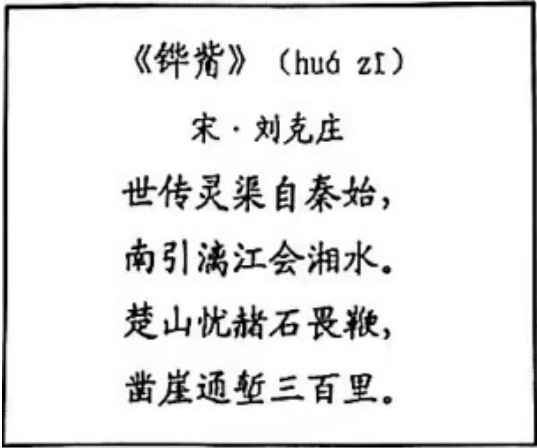 《铧觜》(huá zī)
宋·刘克庄
世传灵渠自秦始，
南引漓江会湘水。
楚山忧赭石畏鞭，
凿崖通堑三百里。